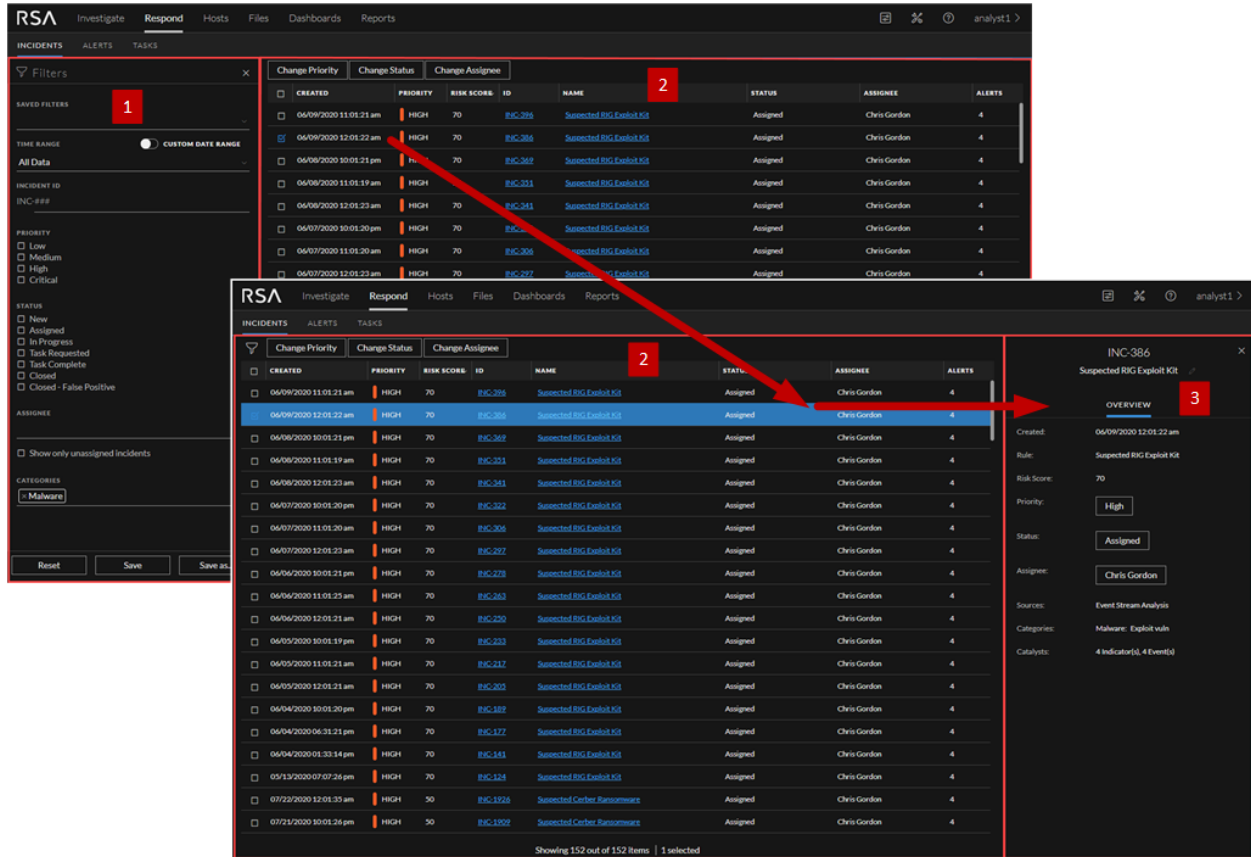 RSA Investigate Respond Hosts Files Dashboards Reports analyst1 >
INCIDENTS ALERTS TASKS
Filters ×
1
SAVED FILTERS
TIME RANGE CUSTOM DATE RANGE
All Data
INCIDENT ID
INC-###
PRIORITY
Low
Medium
High
Critical
STATUS
New
Assigned
In Progress
Task Requested
Task Complete
Closed
Closed - False Positive
ASSIGNEE
Show only unassigned incidents
CATEGORIES
× Malware
Reset Save Save as..
Change Priority Change Status Change Assignee
2
CREATED PRIORITY RISK SCORE ID NAME STATUS ASSIGNEE ALERTS
06/09/2020 11:01:21 am HIGH 70 INC-396 Suspected RIG Exploit Kit Assigned Chris Gordon 4
06/09/2020 12:01:22 am HIGH 70 INC-386 Suspected RIG Exploit Kit Assigned Chris Gordon 4
06/08/2020 10:01:21 pm HIGH 70 INC-369 Suspected RIG Exploit Kit Assigned Chris Gordon 4
06/08/2020 11:01:19 am HIGH INC-351 Suspected RIG Exploit Kit Assigned Chris Gordon 4
06/08/2020 12:01:23 am HIGH 70 INC-341 Suspected RIG Exploit Kit Assigned Chris Gordon 4
06/07/2020 10:01:20 pm HIGH 70 Suspected RIG Exploit Kit Assigned Chris Gordon 4
06/07/2020 11:01:20 am HIGH 70 INC-306 Suspected RIG Exploit Kit Assigned Chris Gordon 4
06/07/2020 12:01:23 am HIGH 70 INC-297 Exploit Kit Assigned Chris Gordon 4
RSA Investigate Respond Hosts Files Dashboards Reports analyst1 >
INCIDENTS ALERTS TASKS
Change Priority Change Status Change Assignee
2
CREATED PRIORITY RISK SCORE ID NAME STATUS ASSIGNEE ALERTS
06/09/2020 11:01:21 am HIGH 70 INC-396 Suspected RIG Exploit Kit Assigned Chris Gordon 4
06/09/2020 12:01:22 am HIGH 70 INC-386 Suspected RIG Exploit Kit Assigned Chris Gordon 4
06/08/2020 10:01:21 pm HIGH 70 INC-369 Suspected RIG Exploit Kit Assigned Chris Gordon 4
06/08/2020 11:01:19 am HIGH 70 INC-351 Suspected RIG Exploit Kit Assigned Chris Gordon 4
06/08/2020 12:01:23 am HIGH 70 INC-341 Suspected RIG Exploit Kit Assigned Chris Gordon 4
06/07/2020 10:01:20 pm HIGH 70 INC-322 Suspected RIG Exploit Kit Assigned Chris Gordon 4
06/07/2020 11:01:20 am HIGH 70 INC-306 Suspected RIG Exploit Kit Assigned Chris Gordon 4
06/07/2020 12:01:23 am HIGH 70 INC-297 Suspected RIG Exploit Kit Assigned Chris Gordon 4
06/06/2020 10:01:21 pm HIGH 70 INC-278 Suspected RIG Exploit Kit Assigned Chris Gordon 4
06/06/2020 11:01:25 am HIGH 70 INC-263 Suspected RIG Exploit Kit Assigned Chris Gordon 4
06/06/2020 12:01:21 am HIGH 70 INC-250 Suspected RIG Exploit Kit Assigned Chris Gordon 4
06/05/2020 10:01:19 pm HIGH 70 INC-233 Suspected RIG Exploit Kit Assigned Chris Gordon 4
06/05/2020 11:01:21 am HIGH 70 INC-217 Suspected RIG Exploit Kit Assigned Chris Gordon 4
06/05/2020 12:01:21 am HIGH 70 INC-205 Suspected RIG Exploit Kit Assigned Chris Gordon 4
06/04/2020 10:01:20 pm HIGH 70 INC-189 Suspected RIG Exploit Kit Assigned Chris Gordon 4
06/04/2020 06:31:21 pm HIGH 70 INC-177 Suspected RIG Exploit Kit Assigned Chris Gordon 4
06/04/2020 01:33:14 pm HIGH 70 INC-141 Suspected RIG Exploit Kit Assigned Chris Gordon 4
05/13/2020 07:07:26 pm HIGH 70 INC-124 Suspected RIG Exploit Kit Assigned Chris Gordon 4
07/22/2020 12:01:35 am HIGH 50 INC-1926 Suspected Cerber Ransomware Assigned Chris Gordon 4
07/21/2020 10:01:26 pm HIGH 50 INC-1909 Suspected Cerber Ransomware Assigned Chris Gordon 4
Showing 152 out of 152 items | 1 selected
INC-386 ×
Suspected RIG Exploit Kit
OVERVIEW
3
Created: 06/09/2020 12:01:22 am
Rule: Suspected RIG Exploit Kit
Risk Score: 70
Priority: High
Status: Assigned
Assignee: Chris Gordon
Sources: Event Stream Analysis
Categories: Malware: Exploit vuln
Catalysts: 4 Indicator(s), 4 Event(s)